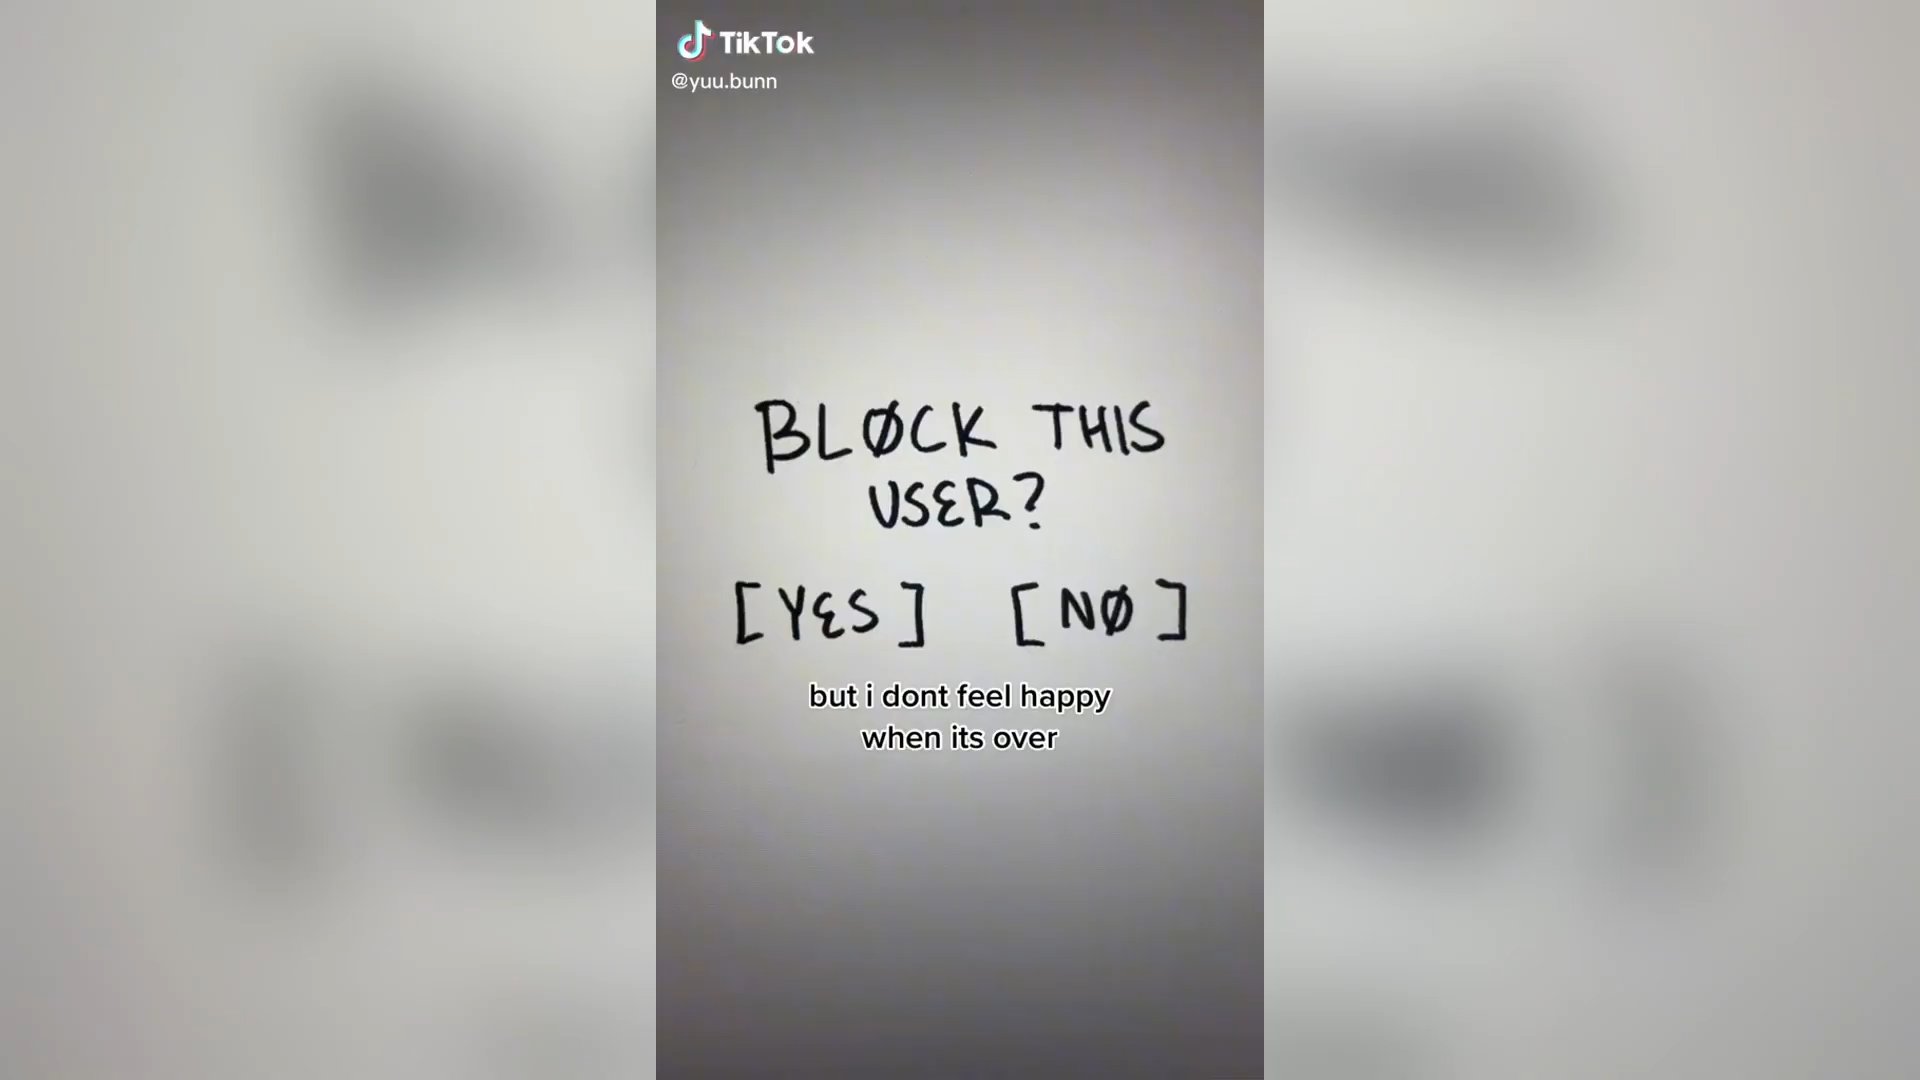 TikTok
@yuu.bunn
BLØCK THIS
USER?
[YES] [NØ]
but i dont feel happy
when its over